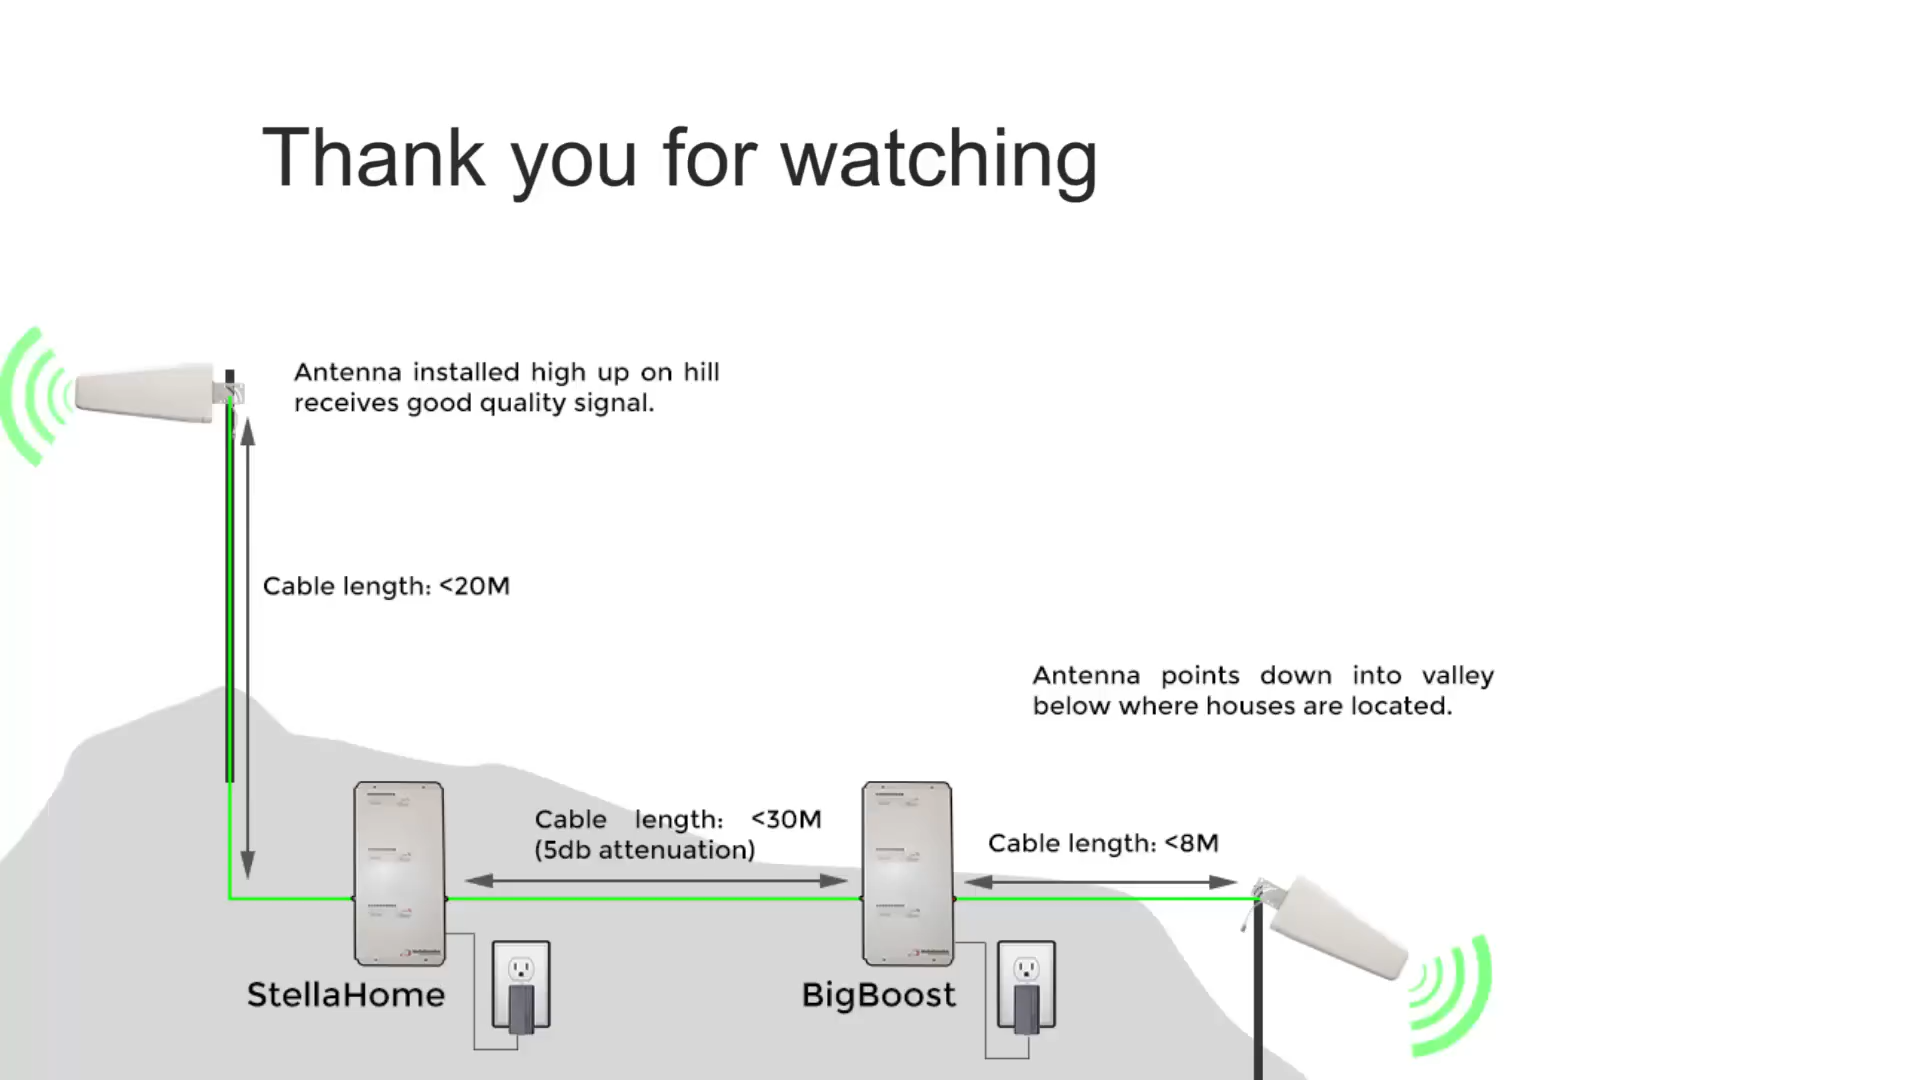 Thank you for watching
Antenna installed high up on hill
receives good quality signal.
Cable length: <20M
Antenna points down into valley
below where houses are located.
Cable length: <30M
(5db attenuation)
Cable length: <8M
StellaHome
BigBoost